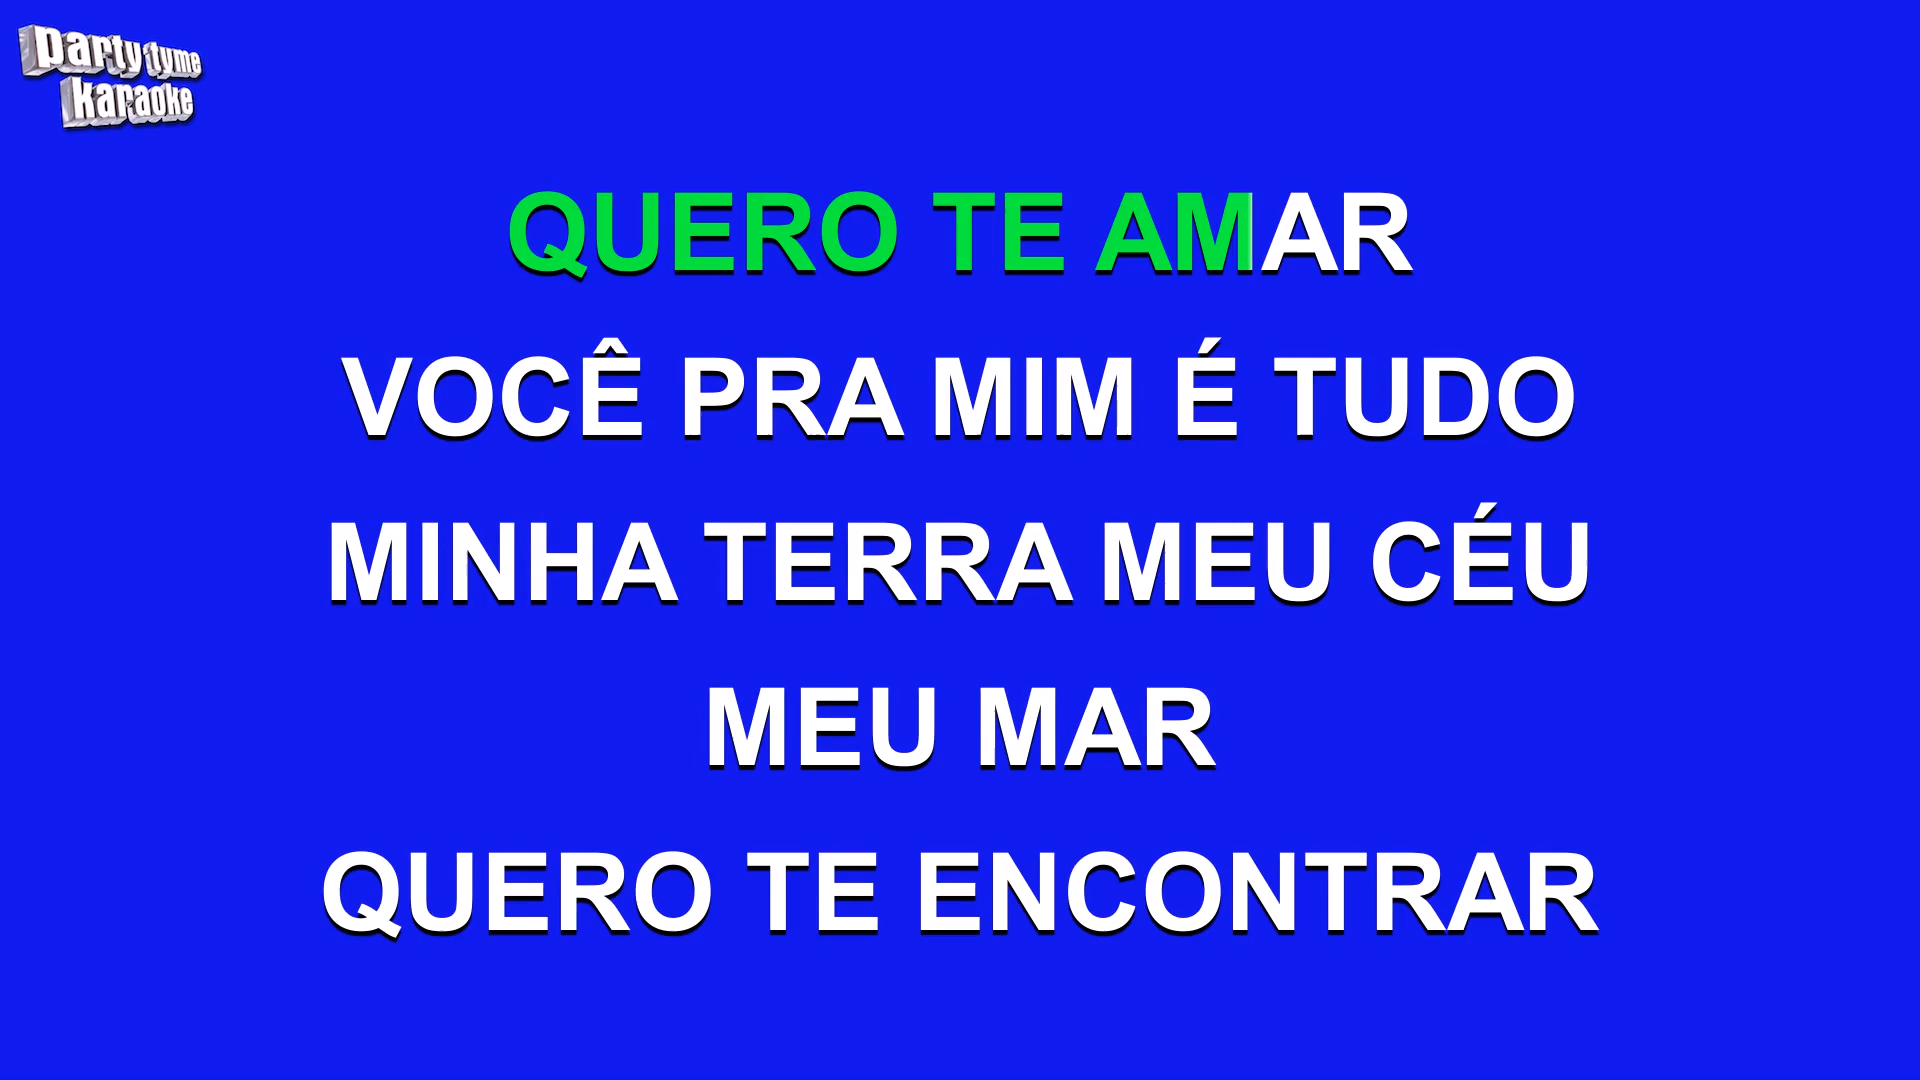 party tyme
karaoke
QUERO TE AMAR
VOCÊ PRA MIM É TUDO
MINHA TERRA MEU CÉU
MEU MAR
QUERO TE ENCONTRAR